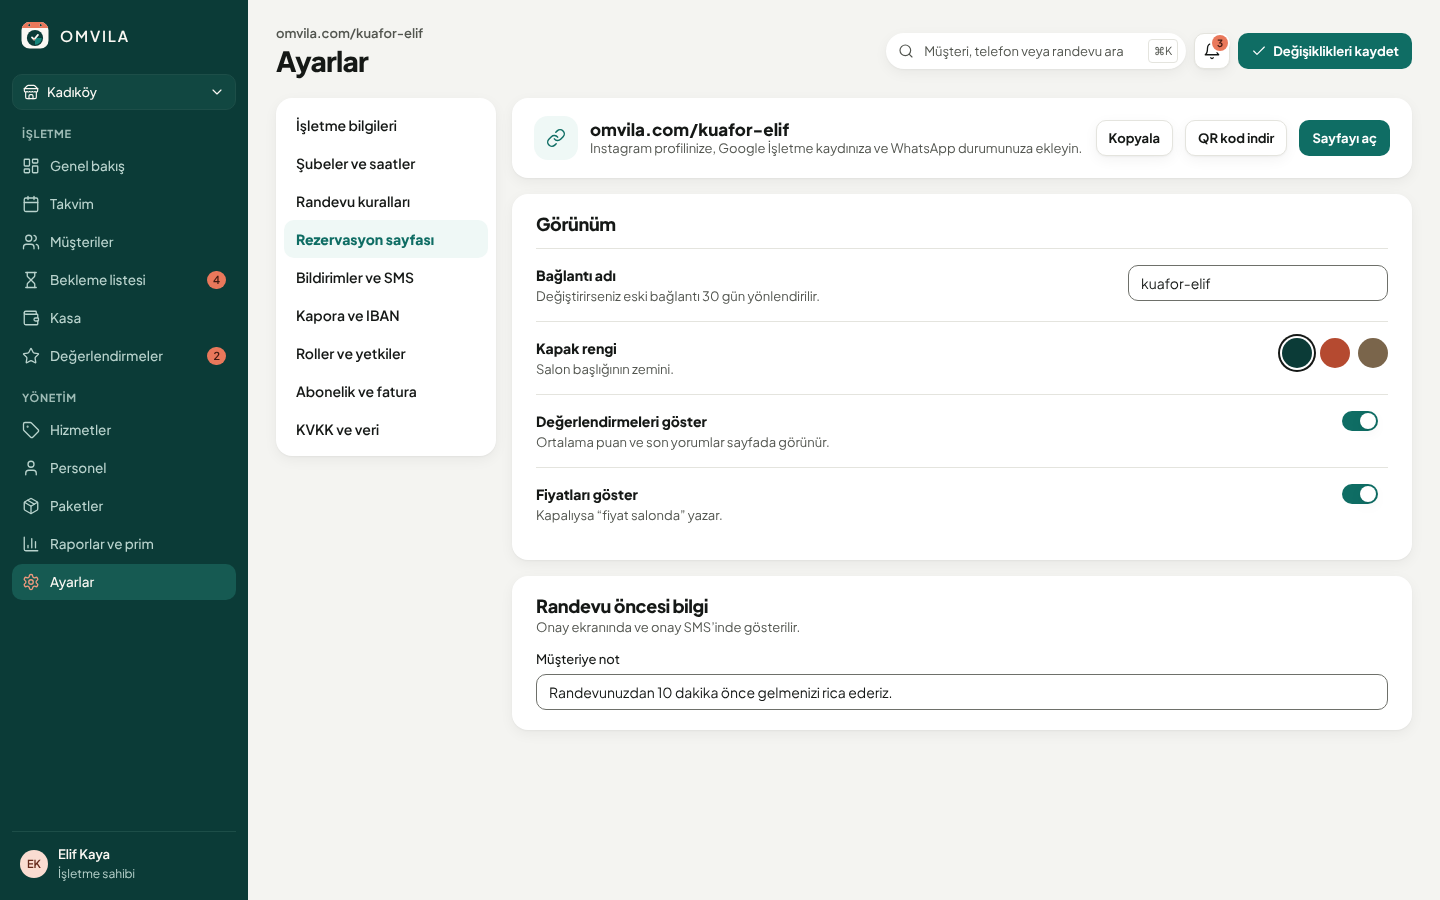 OMVILA
Kadıköy
İŞLETME
Genel bakış
Takvim
Müşteriler
Bekleme listesi 4
Kasa
Değerlendirmeler 2
YÖNETİM
Hizmetler
Personel
Paketler
Raporlar ve prim
Ayarlar
EK
Elif Kaya
İşletme sahibi
omvila.com/kuafor-elif
Ayarlar
Müşteri, telefon veya randevu ara ⌘K
3
Değişiklikleri kaydet
İşletme bilgileri
Şubeler ve saatler
Randevu kuralları
Rezervasyon sayfası
Bildirimler ve SMS
Kapora ve IBAN
Roller ve yetkiler
Abonelik ve fatura
KVKK ve veri
omvila.com/kuafor-elif
Instagram profilinize, Google İşletme kaydınıza ve WhatsApp durumunuza ekleyin.
Kopyala
QR kod indir
Sayfayı aç
Görünüm
Bağlantı adı
Değiştirirseniz eski bağlantı 30 gün yönlendirilir.
kuafor-elif
Kapak rengi
Salon başlığının zemini.
Değerlendirmeleri göster
Ortalama puan ve son yorumlar sayfada görünür.
Fiyatları göster
Kapalıysa “fiyat salonda” yazar.
Randevu öncesi bilgi
Onay ekranında ve onay SMS'inde gösterilir.
Müşteriye not
Randevunuzdan 10 dakika önce gelmenizi rica ederiz.